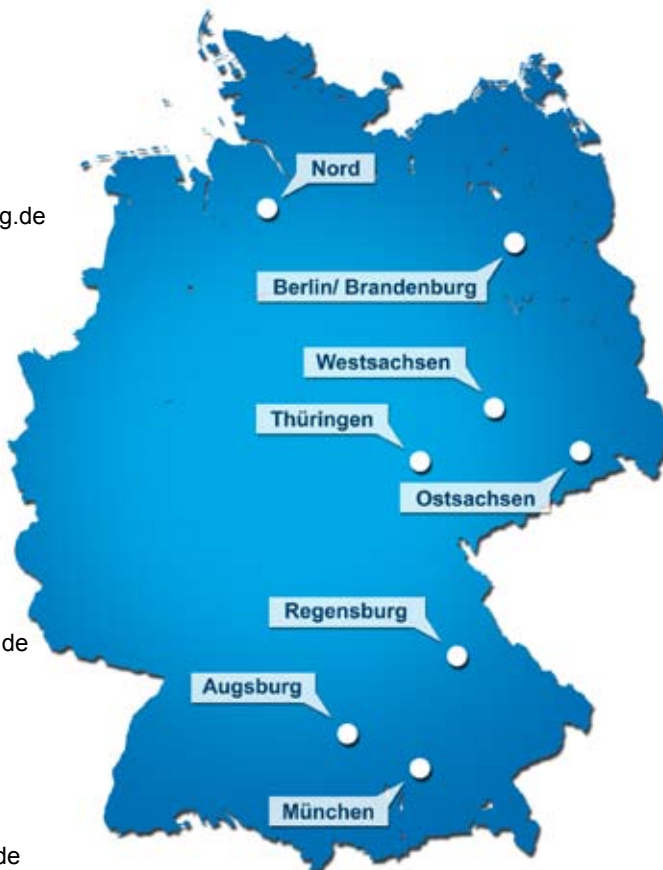 Nord
g.de
Berlin/ Brandenburg
Westsachsen
Thüringen
Ostsachsen
Regensburg
de
Augsburg
München
de